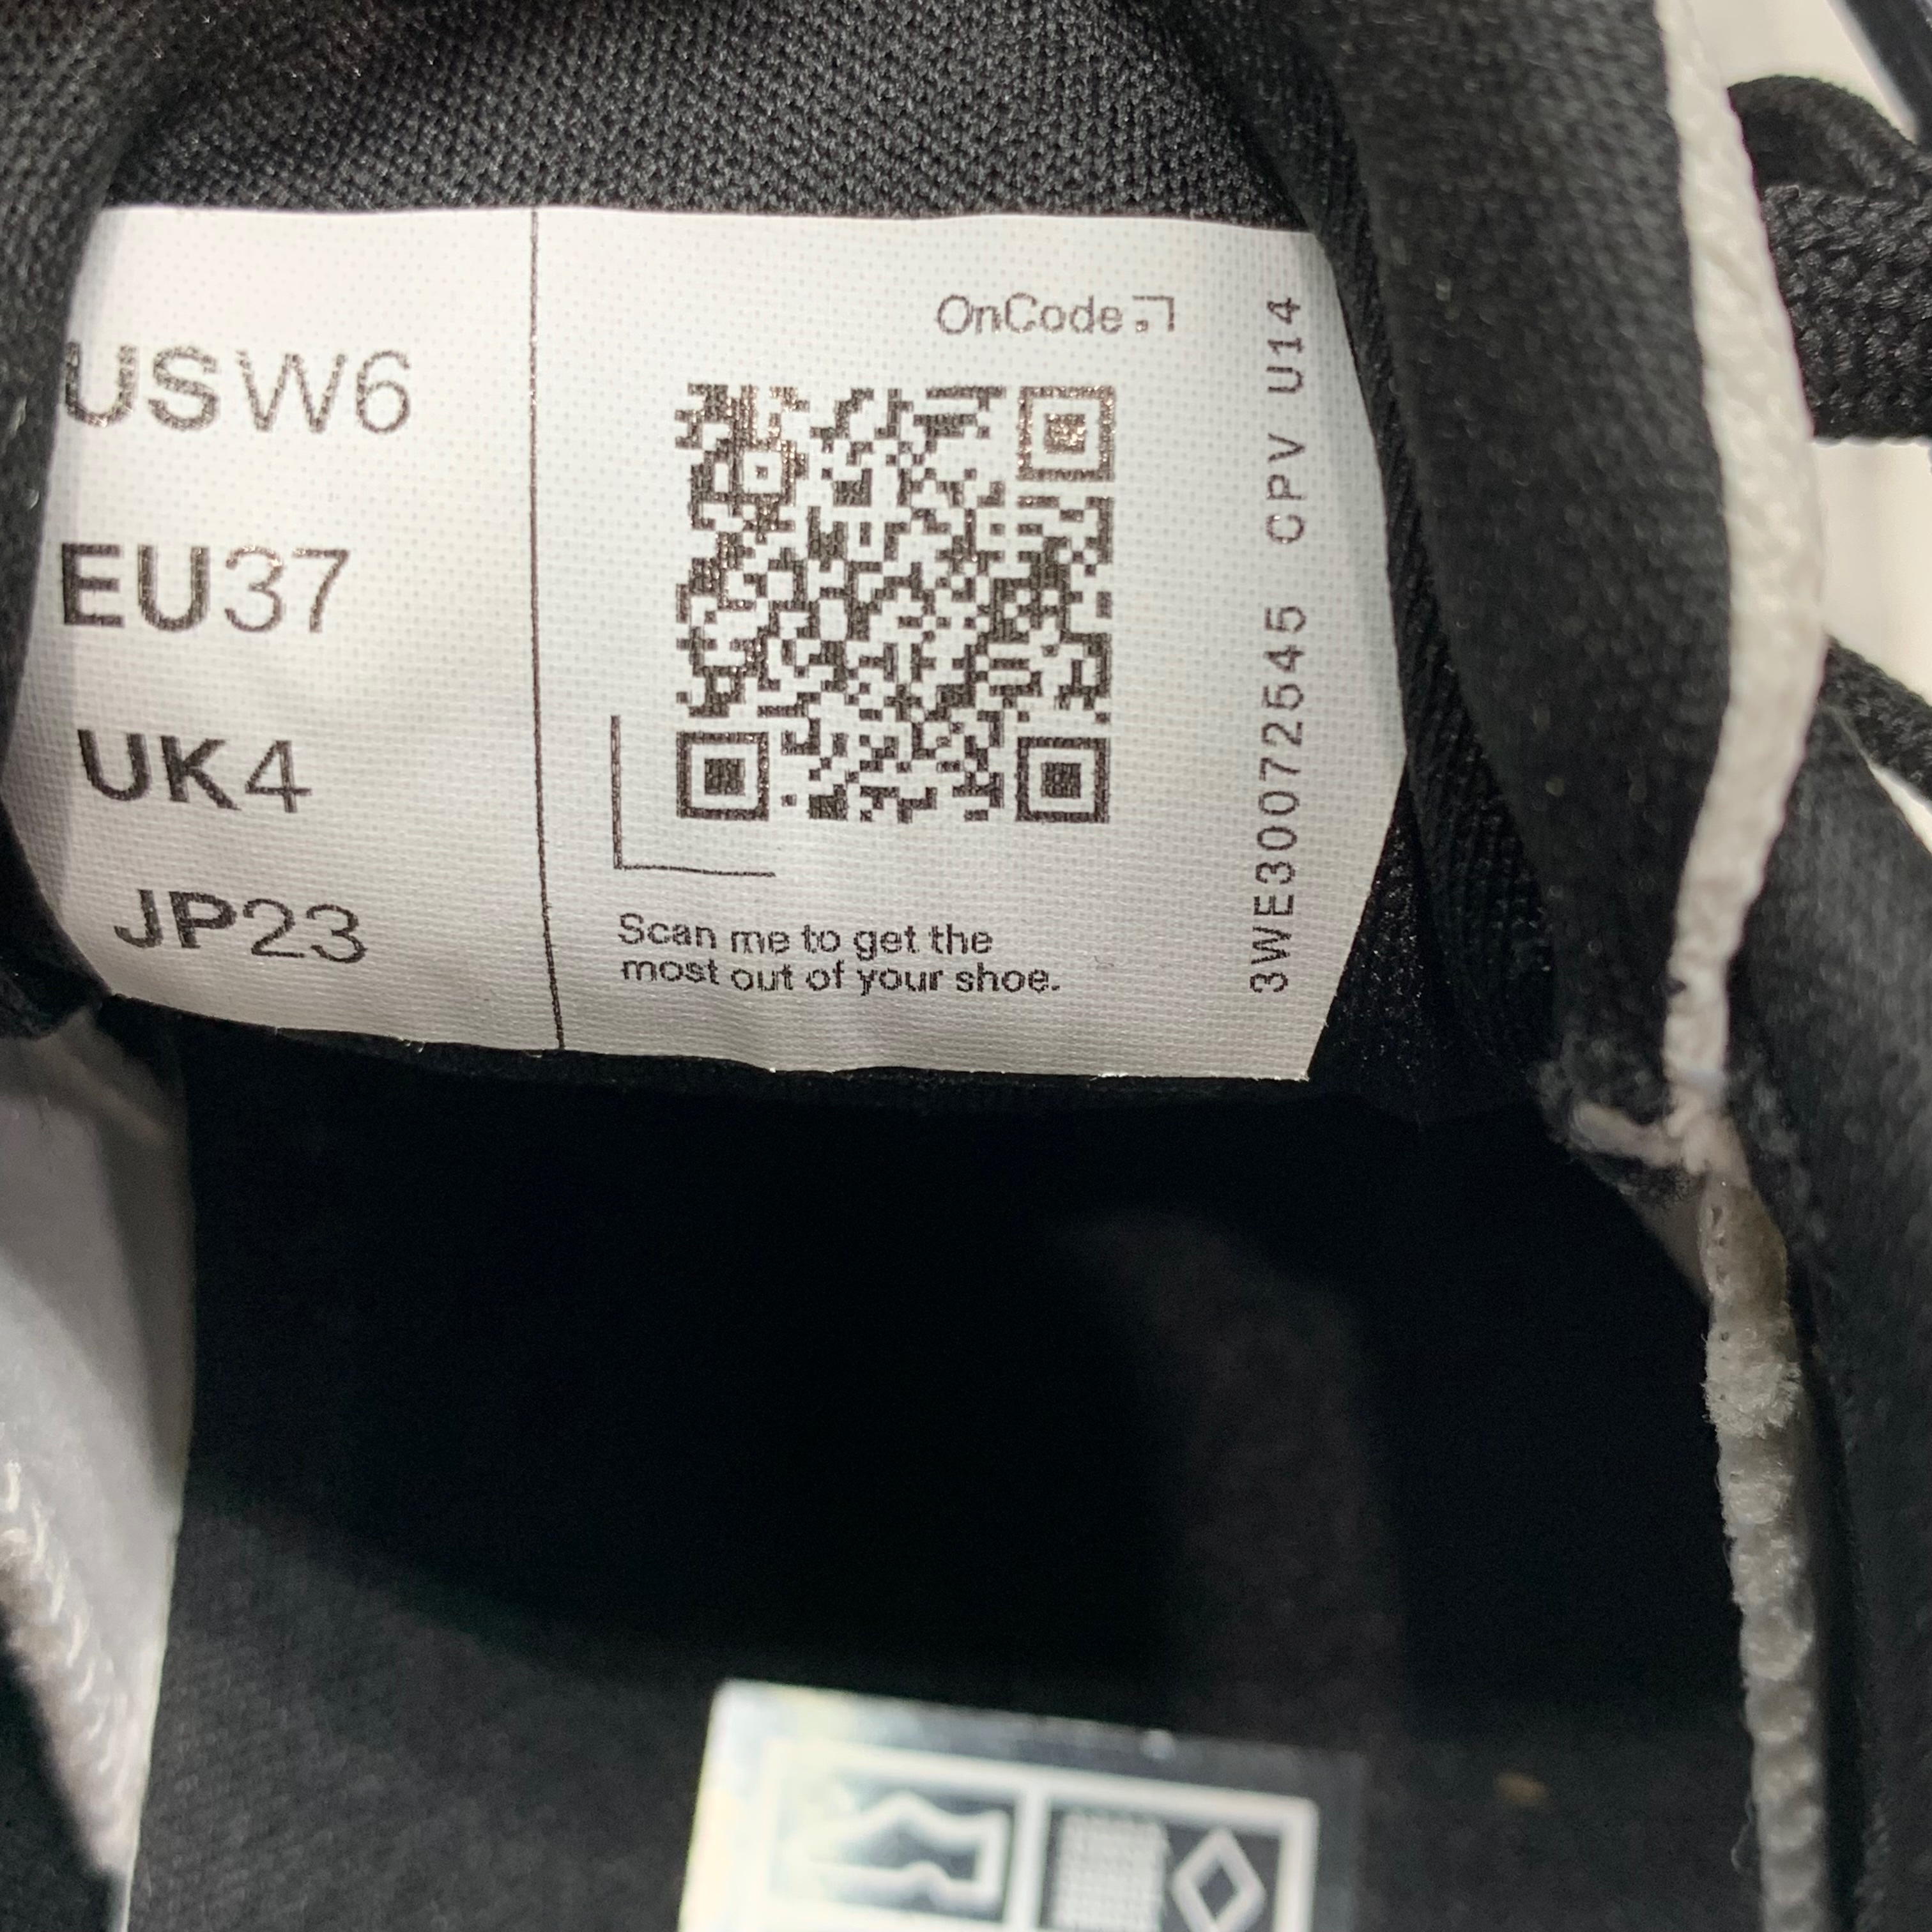 USW6
EU37
UK4
JP23
OnCode
Scan me to get the
most out of your shoe.
3WE30072545 CPV U14